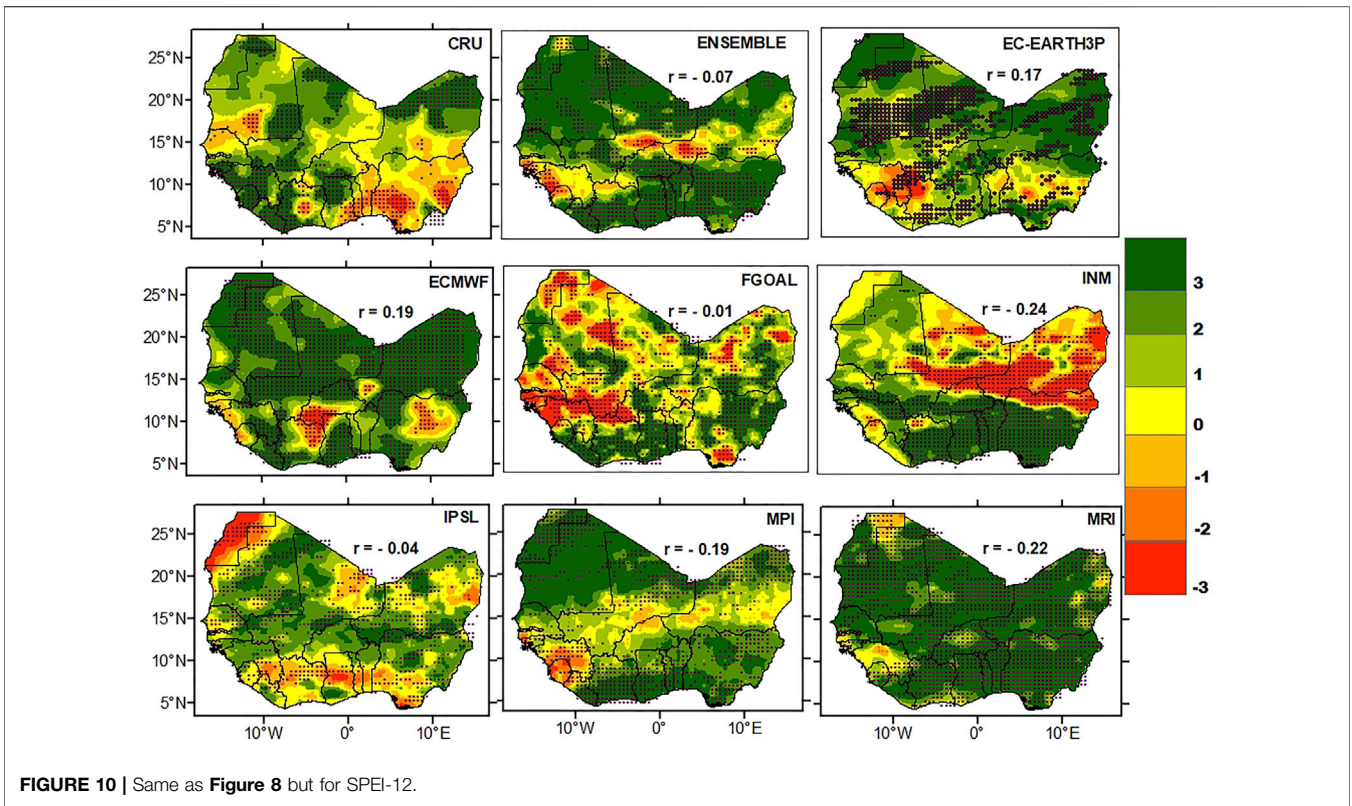 CRU
25°N
20°N
15°N
10°N
5°N
ENSEMBLE
r = - 0.07
EC-EARTH3P
r = 0.17
ECMWF
r = 0.19
25°N
20°N
15°N
10°N
5°N
FGOAL
r = - 0.01
INM
r = - 0.24
3
2
1
0
-1
-2
-3
IPSL
r = - 0.04
25°N
20°N
15°N
10°N
5°N
10°W
0°
10°E
MPI
r = - 0.19
10°W
0°
10°E
MRI
r = - 0.22
10°W
0°
10°E
FIGURE 10 | Same as Figure 8 but for SPEI-12.